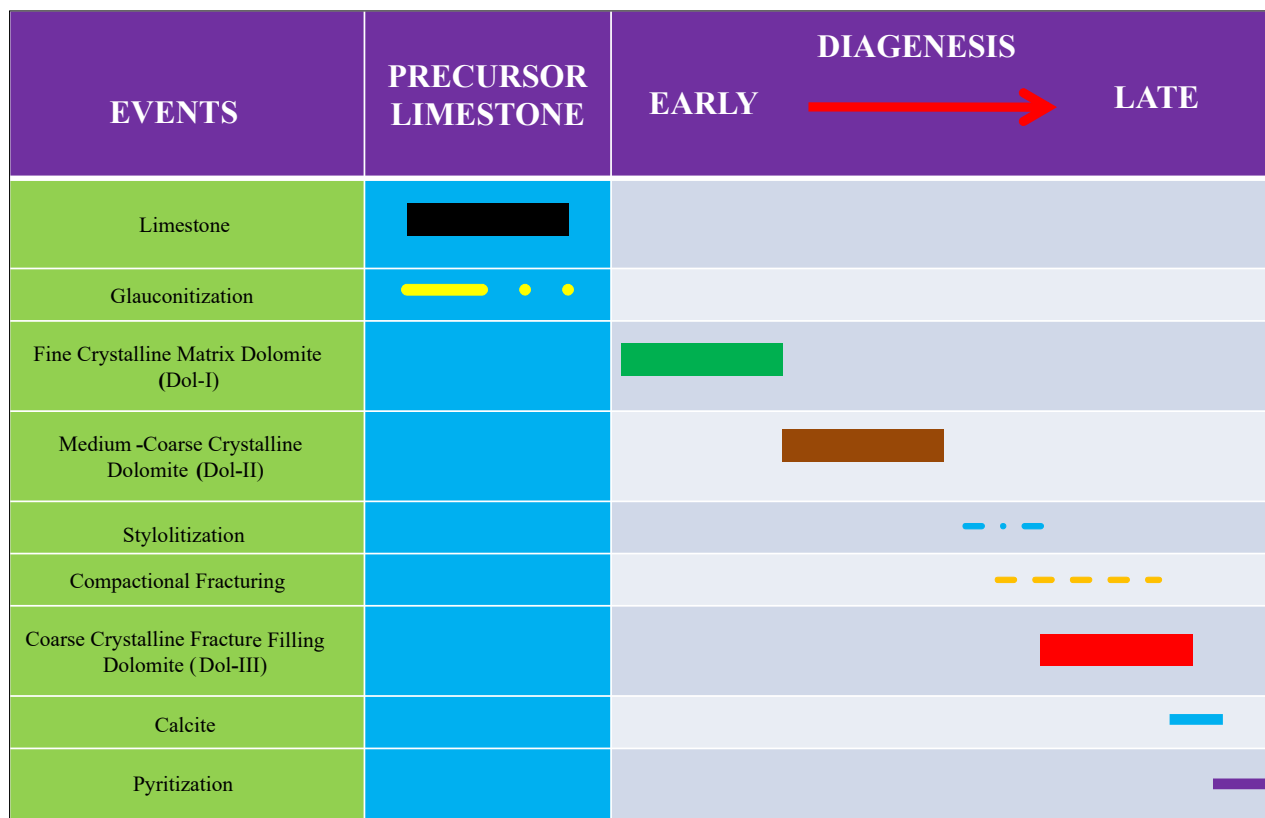 EVENTS
PRECURSOR
LIMESTONE
DIAGENESIS
EARLY
LATE
Limestone
Glauconitization
Fine Crystalline Matrix Dolomite
(Dol-I)
Medium-Coarse Crystalline
Dolomite (Dol-II)
Stylolitization
Compactional Fracturing
Coarse Crystalline Fracture Filling
Dolomite (Dol-III)
Calcite
Pyritization